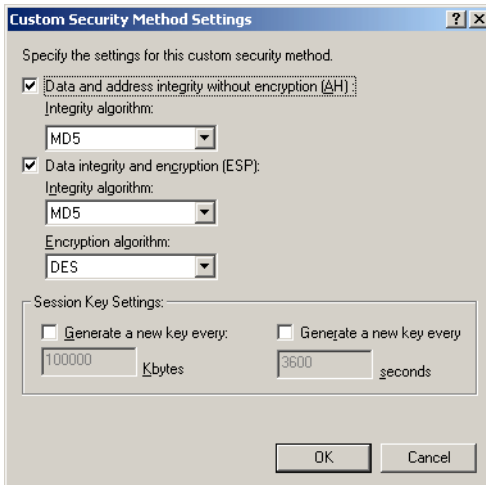 Custom Security Method Settings
Specify the settings for this custom security method.
Data and address integrity without encryption (AH) :
Integrity algorithm:
MD5
Data integrity and encryption (ESP):
Integrity algorithm:
MD5
Encryption algorithm:
DES
Session Key Settings:
Generate a new key every: Generate a new key every
100000 Kbytes 3600 seconds
OK Cancel